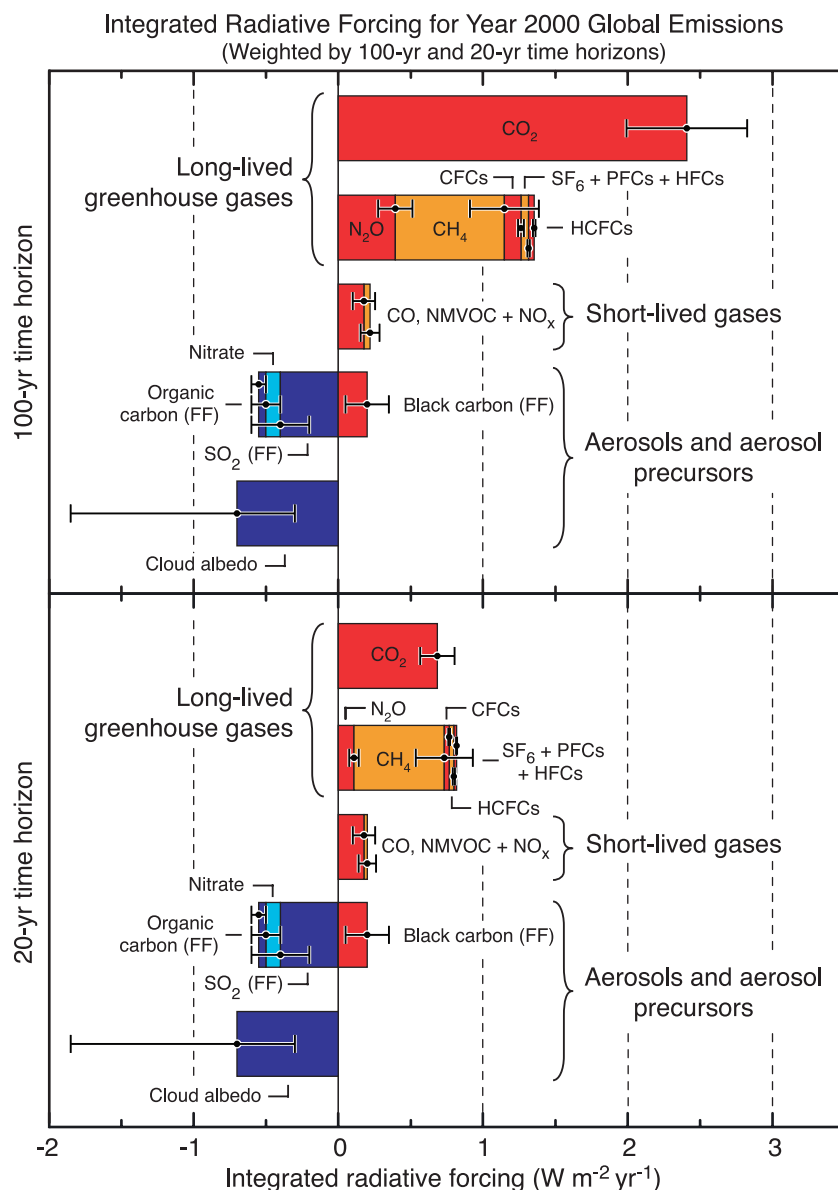 Integrated Radiative Forcing for Year 2000 Global Emissions
(Weighted by 100-yr and 20-yr time horizons)
100-yr time horizon
Long-lived
greenhouse gases
CO2
CFCs
SF6 + PFCs + HFCs
N2O
CH4
HCFCs
CO, NMVOC + NOx
Short-lived gases
Nitrate
Organic
carbon (FF)
SO2 (FF)
Black carbon (FF)
Aerosols and aerosol
precursors
Cloud albedo
20-yr time horizon
Long-lived
greenhouse gases
CO2
N2O
CFCs
CH4
SF6 + PFCs
+ HFCs
HCFCs
CO, NMVOC + NOx
Short-lived gases
Nitrate
Organic
carbon (FF)
SO2 (FF)
Black carbon (FF)
Aerosols and aerosol
precursors
Cloud albedo
-2 -1 0 1 2 3
Integrated radiative forcing (W m-2 yr-1)